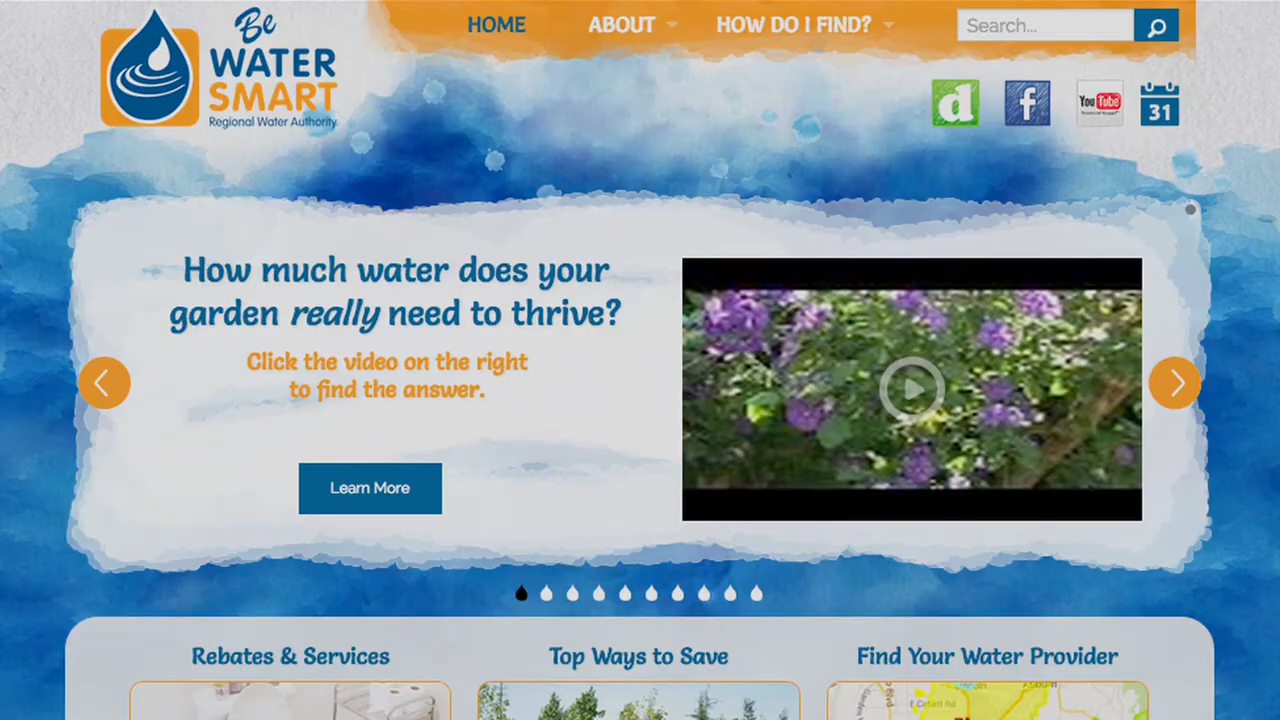 Be
WATER
SMART
Regional Water Authority
HOME ABOUT HOW DO I FIND? Search...
d f You Tube 31
How much water does your
garden really need to thrive?
Click the video on the right
to find the answer.
Learn More
Rebates & Services Top Ways to Save Find Your Water Provider